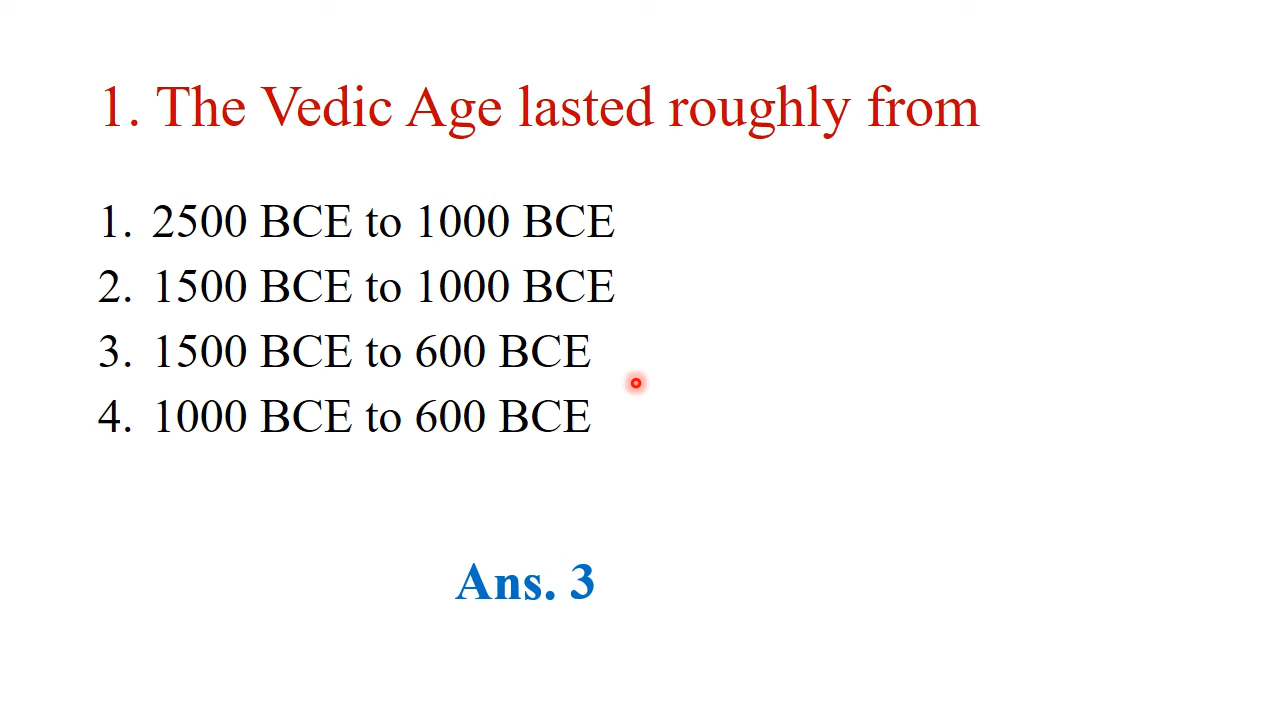 1. The Vedic Age lasted roughly from
1. 2500 BCE to 1000 BCE
2. 1500 BCE to 1000 BCE
3. 1500 BCE to 600 BCE
4. 1000 BCE to 600 BCE
Ans. 3